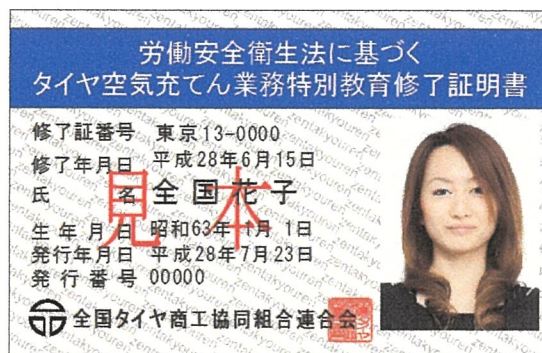 労働安全衛生法に基づく
タイヤ空気充てん業務特別教育修了証明書
修了証番号 東京13-0000
修了年月日 平成28年6月15日
氏名 全国花子
生年月日 昭和63年1月1日
発行年月日 平成28年7月23日
発行番号 00000
見本
全国タイヤ商工協同組合連合会